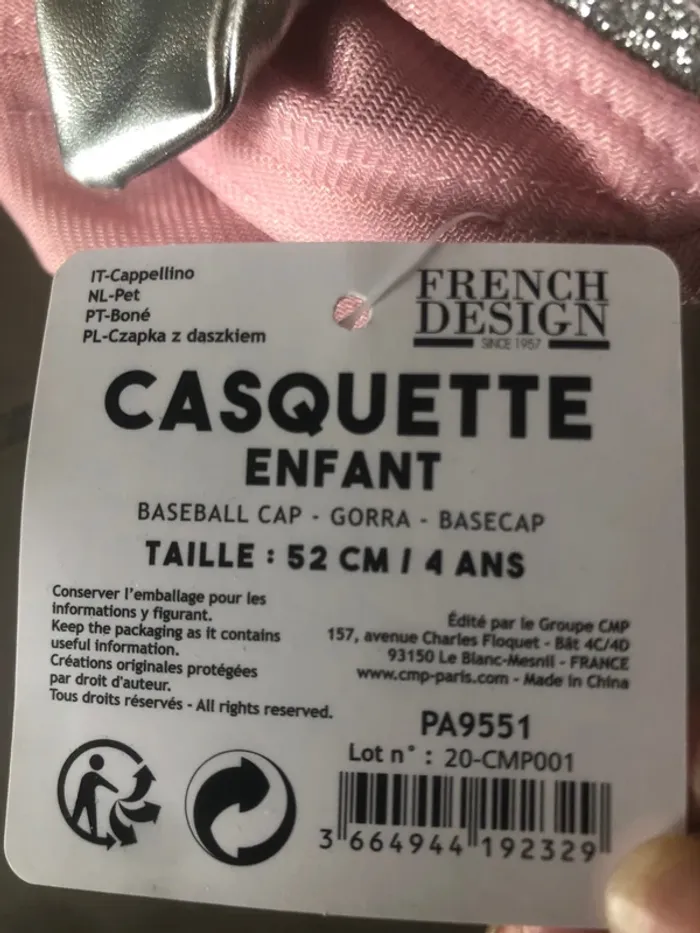 IT-Cappellino
NL-Pet
PT-Boné
PL-Czapka z daszkiem
FRENCH
DESIGN
SINCE 1957
CASQUETTE
ENFANT
BASEBALL CAP - GORRA - BASECAP
TAILLE : 52 CM / 4 ANS
Conserver l'emballage pour les
informations y figurant.
Keep the packaging as it contains
useful information.
Créations originales protégées
par droit d'auteur.
Tous droits réservés - All rights reserved.
Édité par le Groupe CMP
157, avenue Charles Floquet - Bât 4C/4D
93150 Le Blanc-Mesnil - FRANCE
www.cmp-paris.com - Made in China
PA9551
Lot n° : 20-CMP001
3 664944 192329